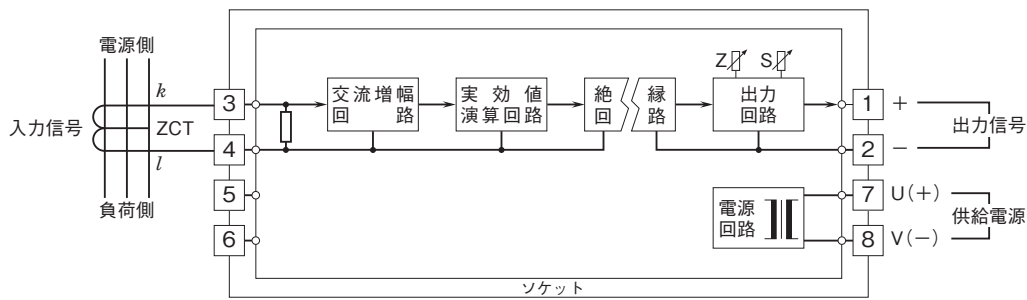 電源側
k
入力信号
ZCT
l
負荷側
3
4
5
6
交流増幅
回路
実効値
演算回路
絶縁
回路
Z
S
出力
回路
電源
回路
1
+
2
−
出力信号
7
U(+)
8
V(−)
供給電源
ソケット